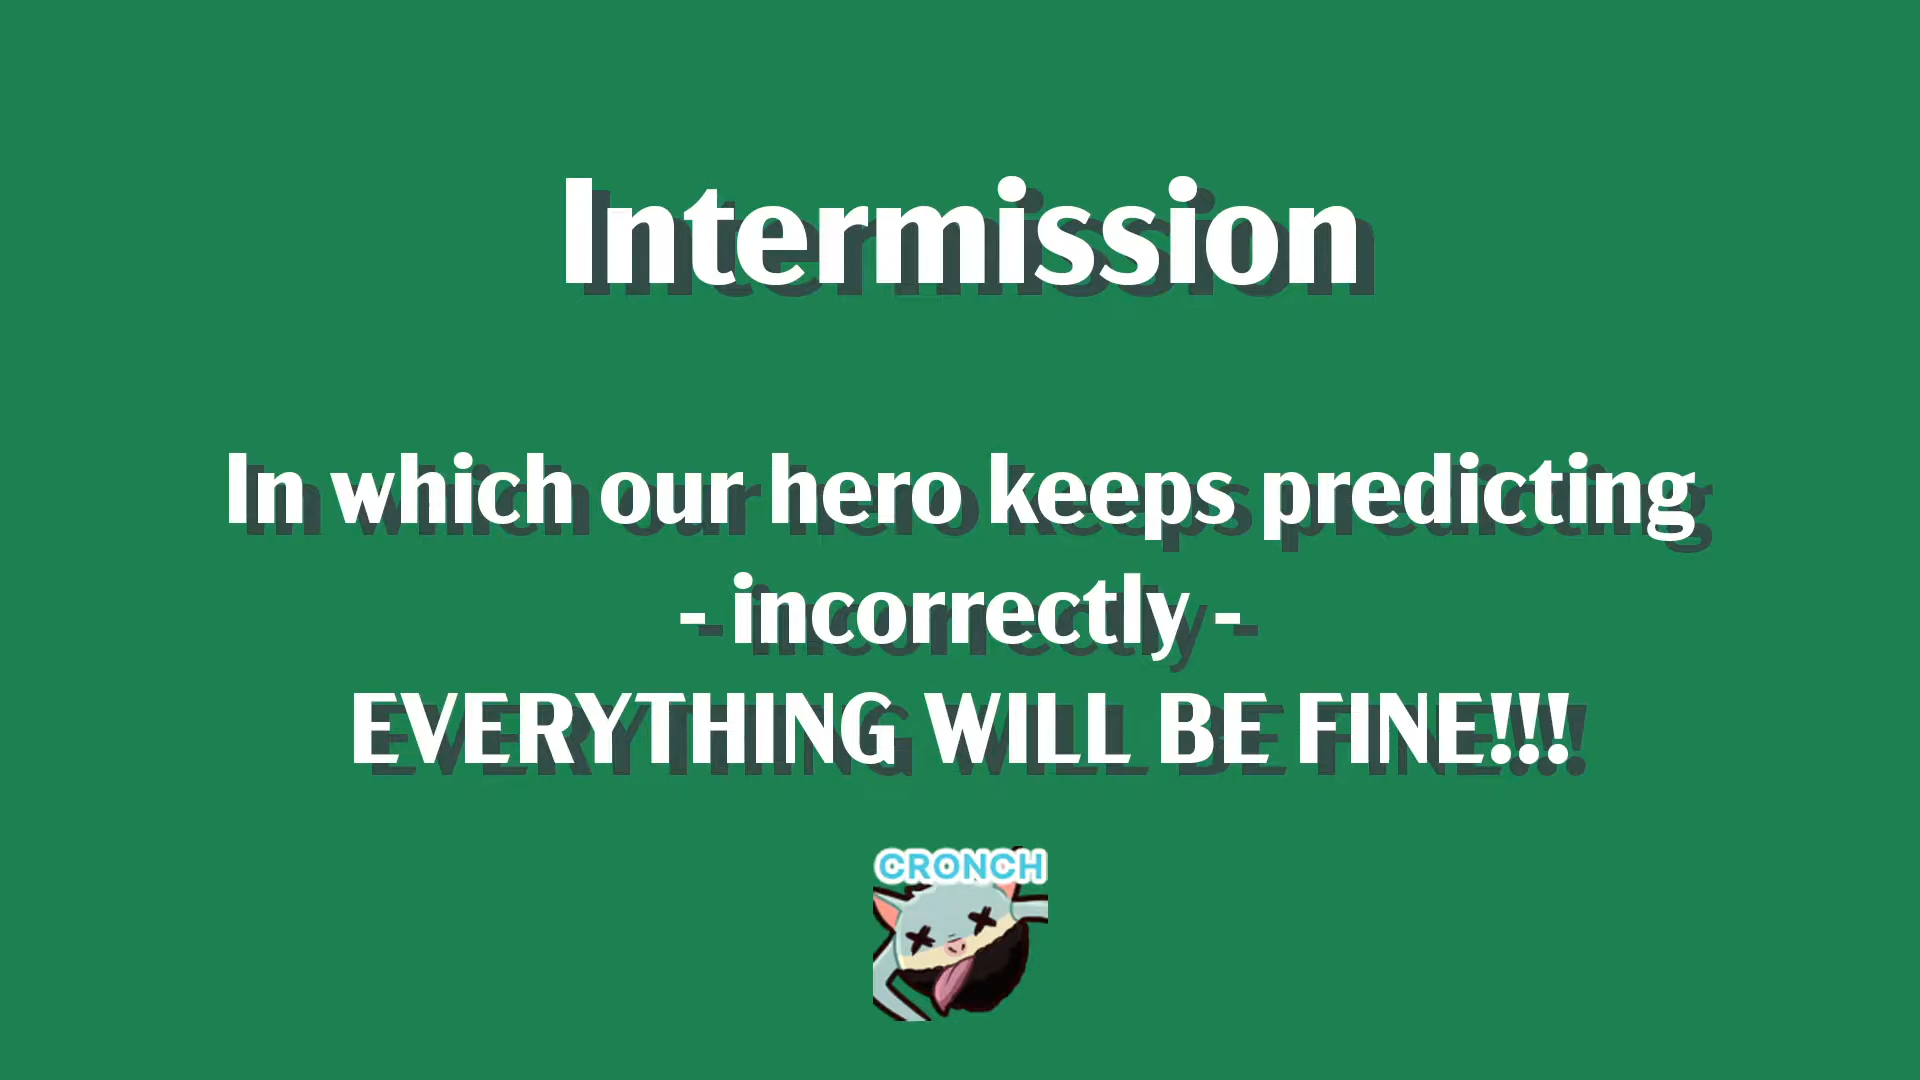 Intermission
In which our hero keeps predicting
- incorrectly -
EVERYTHING WILL BE FINE!!!
CRONCH